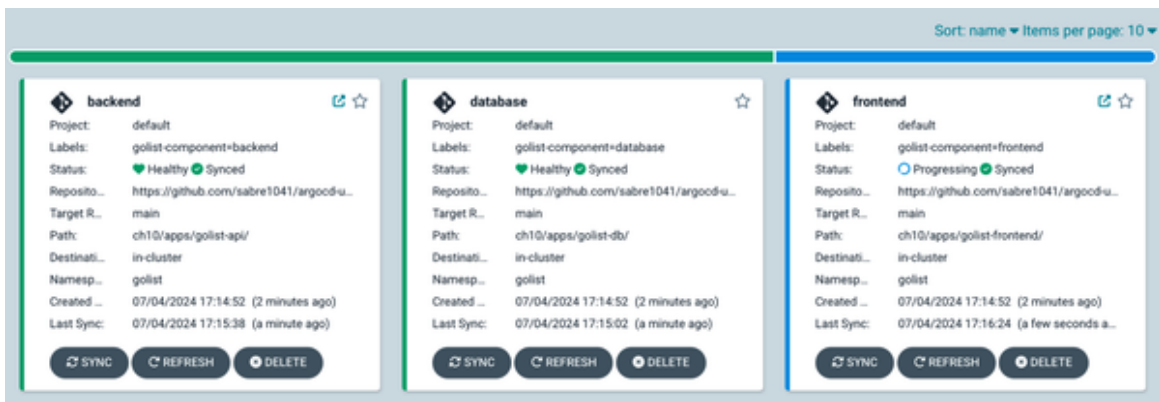 Sort: name Items per page: 10
backend
Project: default
Labels: golist-component=backend
Status: Healthy Synced
Reposito... https://github.com/sabre1041/argocd-u...
Target R... main
Path: ch10/apps/golist-api/
Destinati... in-cluster
Namesp... golist
Created ... 07/04/2024 17:14:52 (2 minutes ago)
Last Sync: 07/04/2024 17:15:38 (a minute ago)
SYNC REFRESH DELETE
database
Project: default
Labels: golist-component=database
Status: Healthy Synced
Reposito... https://github.com/sabre1041/argocd-u...
Target R... main
Path: ch10/apps/golist-db/
Destinati... in-cluster
Namesp... golist
Created ... 07/04/2024 17:14:52 (2 minutes ago)
Last Sync: 07/04/2024 17:15:02 (a minute ago)
SYNC REFRESH DELETE
frontend
Project: default
Labels: golist-component=frontend
Status: Progressing Synced
Reposito... https://github.com/sabre1041/argocd-u...
Target R... main
Path: ch10/apps/golist-frontend/
Destinati... in-cluster
Namesp... golist
Created ... 07/04/2024 17:14:52 (2 minutes ago)
Last Sync: 07/04/2024 17:16:24 (a few seconds a...
SYNC REFRESH DELETE